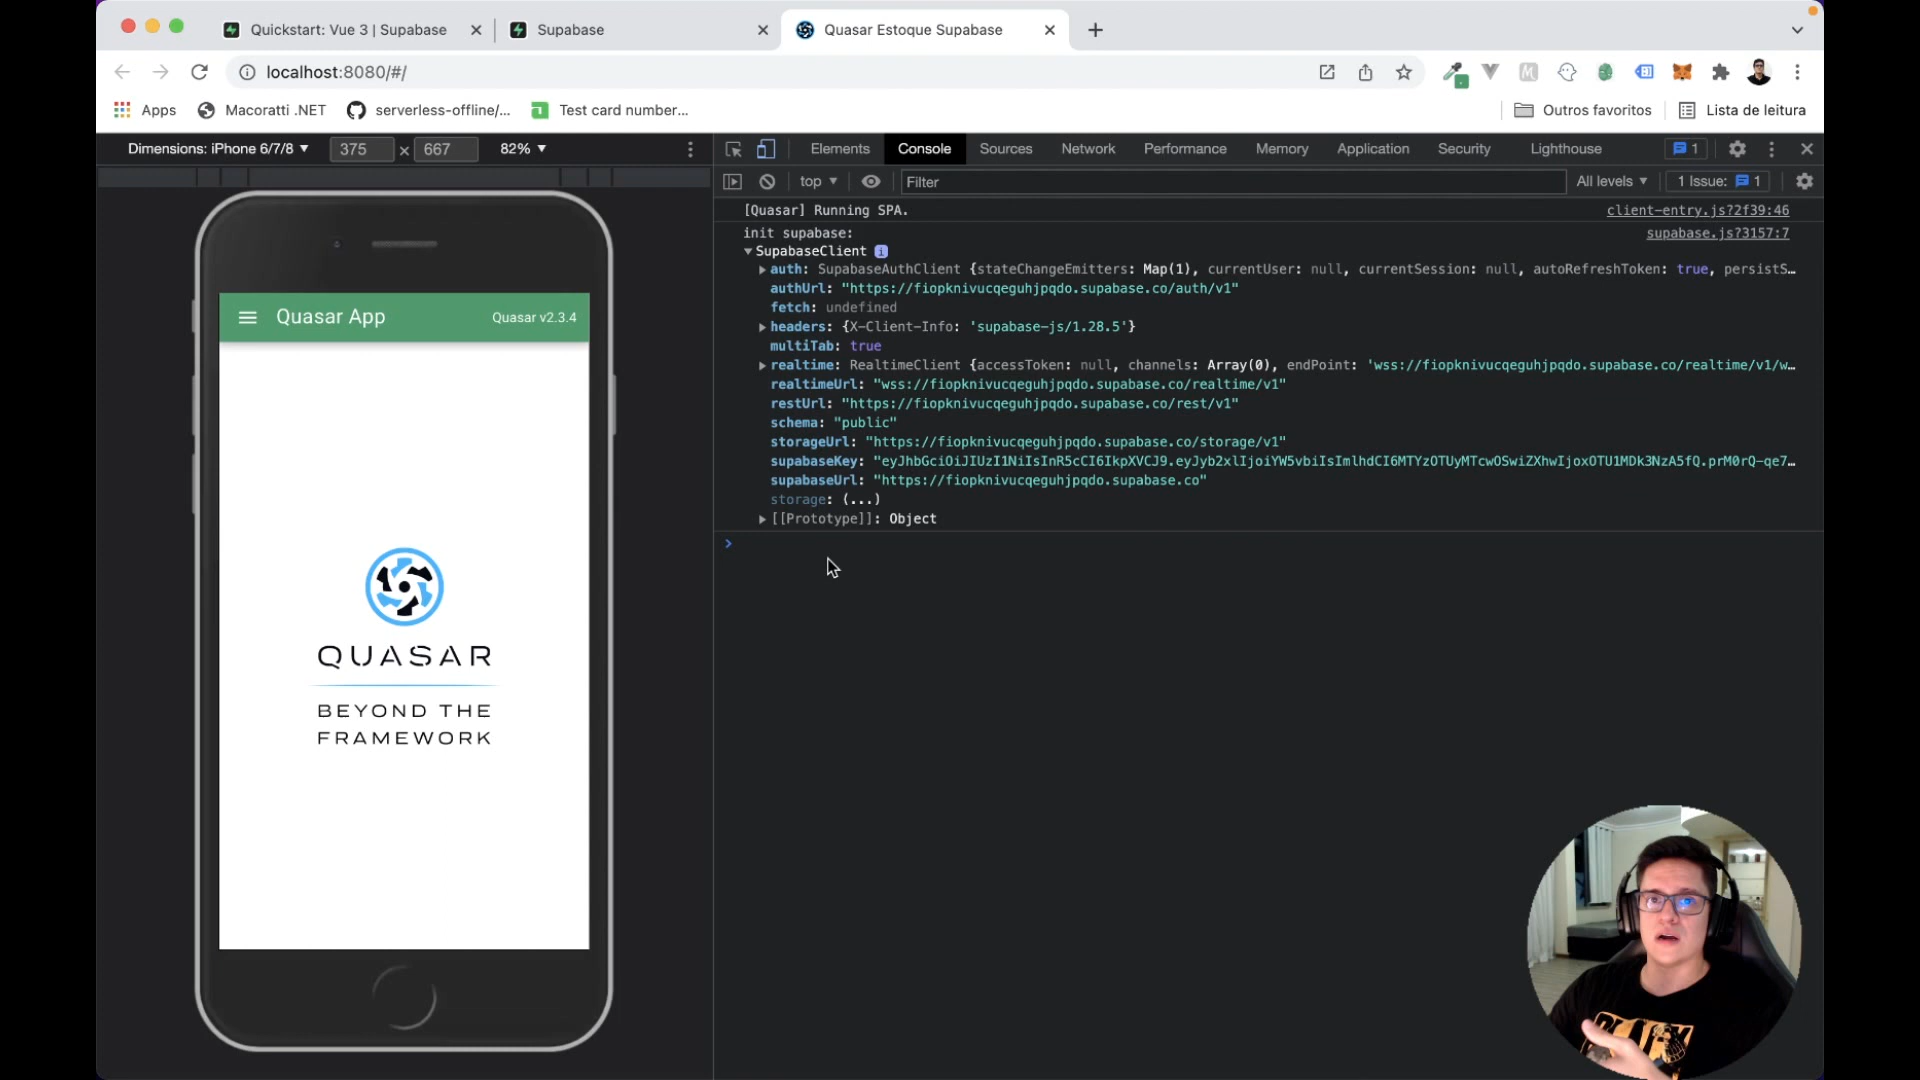 Quickstart: Vue 3 | Supabase
Supabase
Quasar Estoque Supabase
localhost:8080/#/
Apps
Macoratti .NET
serverless-offline/...
Test card number...
Outros favoritos
Lista de leitura
Dimensions: iPhone 6/7/8
375
×
667
82%
Elements
Console
Sources
Network
Performance
Memory
Application
Security
Lighthouse
1
top
Filter
All levels
1 Issue:
1
[Quasar] Running SPA.
client-entry.js?2f39:46
init supabase:
supabase.js?3157:7
SupabaseClient i
auth: SupabaseAuthClient {stateChangeEmitters: Map(1), currentUser: null, currentSession: null, autoRefreshToken: true, persistS…
authUrl: "https://fiopknivucqeguhjpqdo.supabase.co/auth/v1"
fetch: undefined
headers: {X-Client-Info: 'supabase-js/1.28.5'}
multiTab: true
realtime: RealtimeClient {accessToken: null, channels: Array(0), endPoint: 'wss://fiopknivucqeguhjpqdo.supabase.co/realtime/v1/w…
realtimeUrl: "wss://fiopknivucqeguhjpqdo.supabase.co/realtime/v1"
restUrl: "https://fiopknivucqeguhjpqdo.supabase.co/rest/v1"
schema: "public"
storageUrl: "https://fiopknivucqeguhjpqdo.supabase.co/storage/v1"
supabaseKey: "eyJhbGciOiJIUzI1NiIsInR5cCI6IkpXVCJ9.eyJyb2xlIjoiYW5vbiIsImlhdCI6MTYzOTUyMTcwOSwiZXhwIjoxOTU1MDk3NzA5fQ.prM0rQ-qe7…
supabaseUrl: "https://fiopknivucqeguhjpqdo.supabase.co"
storage: (...)
[[Prototype]]: Object
Quasar App
Quasar v2.3.4
QUASAR
BEYOND THE
FRAMEWORK